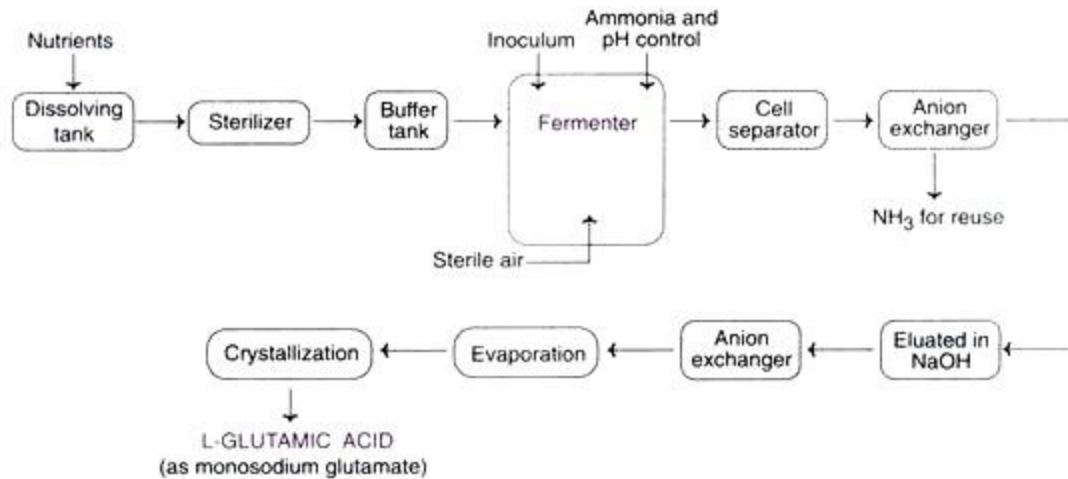 Nutrients
Inoculum
Ammonia and
pH control
Dissolving
tank
Sterilizer
Buffer
tank
Fermenter
Cell
separator
Anion
exchanger
NH3 for reuse
Sterile air
Crystallization
Evaporation
Anion
exchanger
Eluated in
NaOH
L-GLUTAMIC ACID
(as monosodium glutamate)